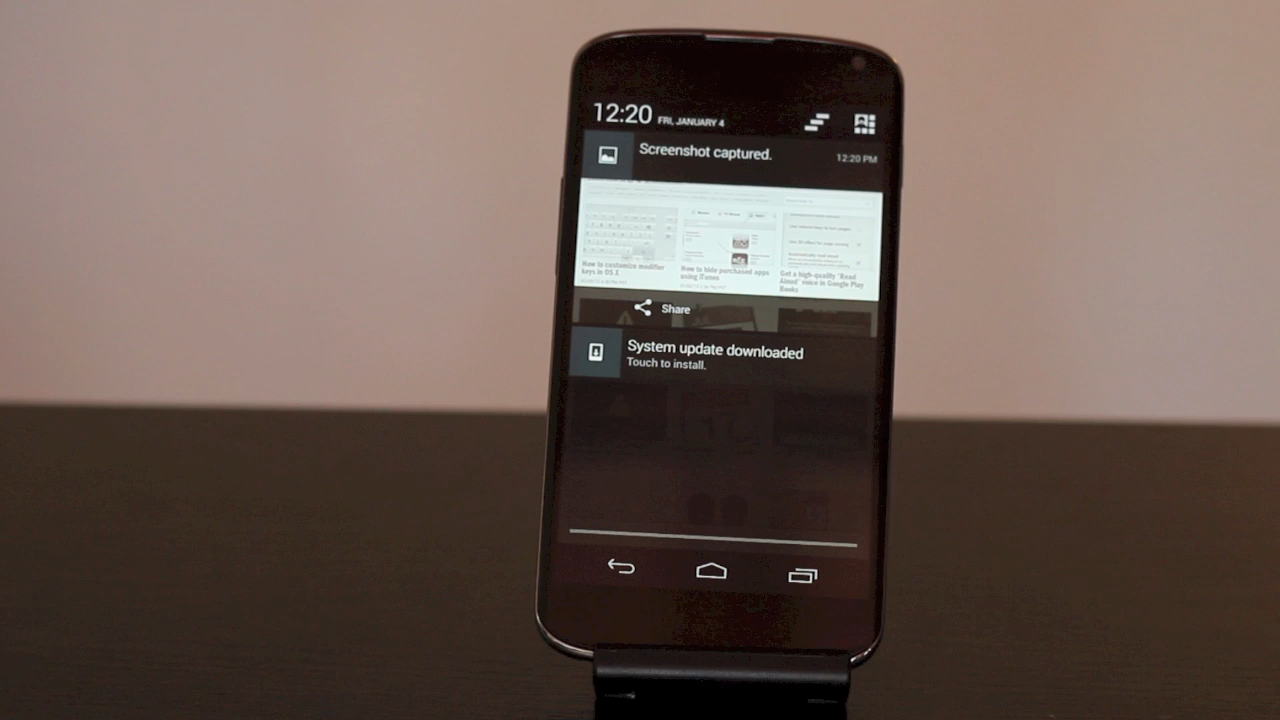 12:20 FRI, JANUARY 4
Screenshot captured.
12:20 PM
How to customize modifier
keys in OS X
How to hide purchased apps
using iTunes
Get a high-quality "Read
Aloud" voice in Google Play
Books
Share
System update downloaded
Touch to install.